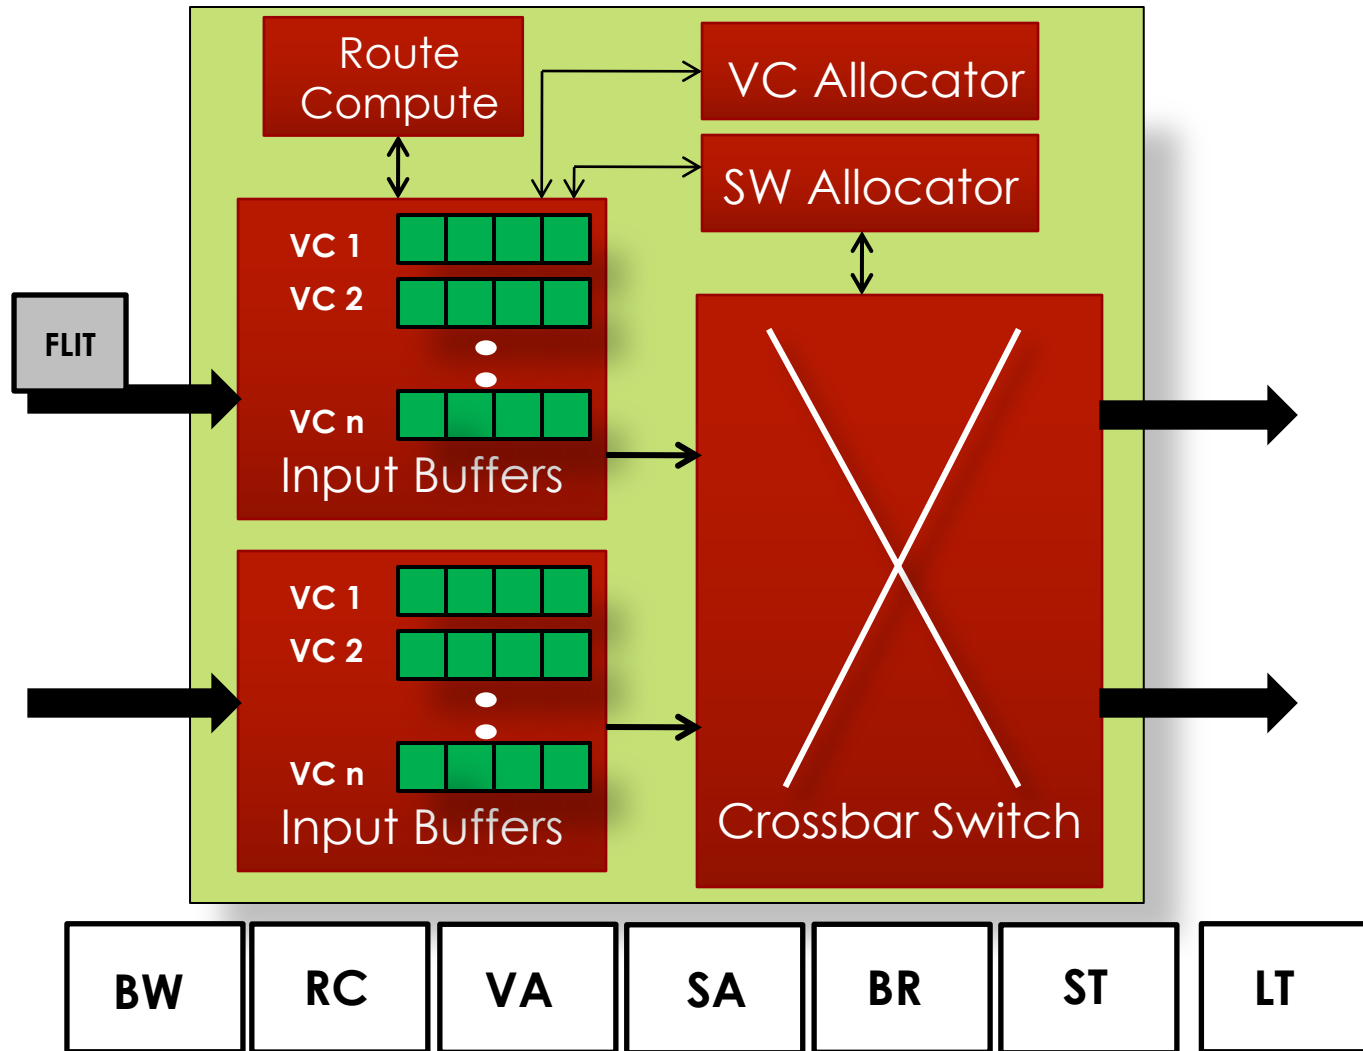 Route
Compute
VC Allocator
SW Allocator
VC 1
VC 2
VC n
Input Buffers
FLIT
VC 1
VC 2
VC n
Input Buffers
Crossbar Switch
BW
RC
VA
SA
BR
ST
LT